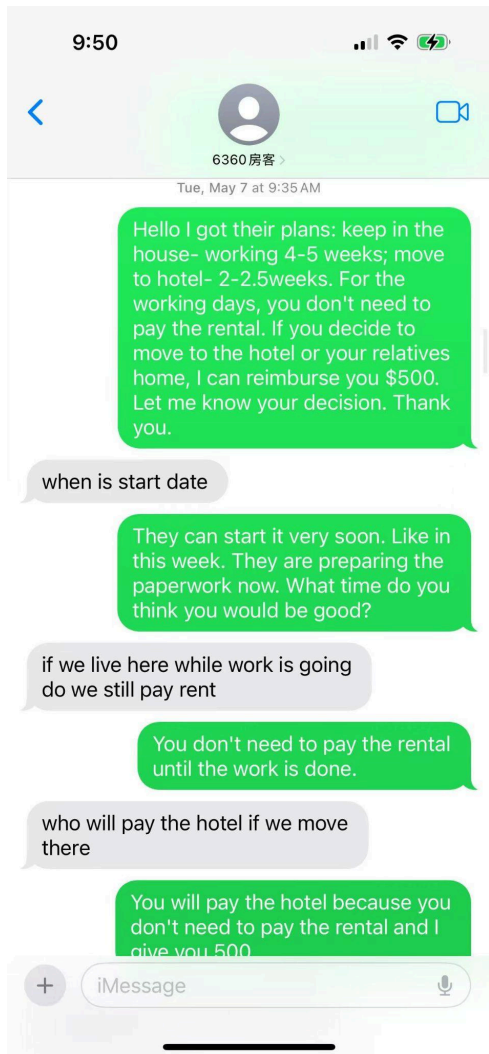 9:50
6360房客
Tue, May 7 at 9:35 AM
Hello I got their plans: keep in the
house- working 4-5 weeks; move
to hotel- 2-2.5weeks. For the
working days, you don't need to
pay the rental. If you decide to
move to the hotel or your relatives
home, I can reimburse you $500.
Let me know your decision. Thank
you.
when is start date
They can start it very soon. Like in
this week. They are preparing the
paperwork now. What time do you
think you would be good?
if we live here while work is going
do we still pay rent
You don't need to pay the rental
until the work is done.
who will pay the hotel if we move
there
You will pay the hotel because you
don't need to pay the rental and I
give you 500
iMessage